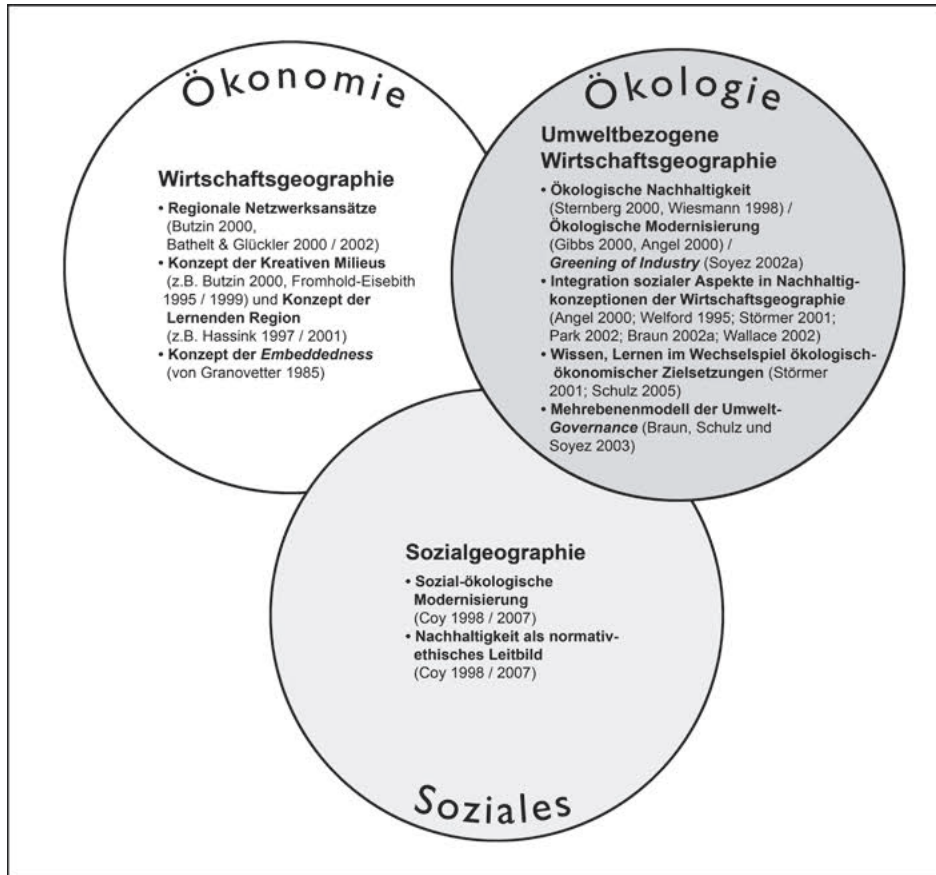 Ökonomie
Wirtschaftsgeographie
• Regionale Netzwerksansätze
(Butzin 2000,
Bathelt & Glückler 2000 / 2002)
• Konzept der Kreativen Milieus
(z.B. Butzin 2000, Fromhold-Eisebith
1995 / 1999) und Konzept der
Lernenden Region
(z.B. Hassink 1997 / 2001)
• Konzept der Embeddedness
(von Granovetter 1985)
Ökologie
Umweltbezogene
Wirtschaftsgeographie
• Ökologische Nachhaltigkeit
(Sternberg 2000, Wiesmann 1998) /
Ökologische Modernisierung
(Gibbs 2000, Angel 2000) /
Greening of Industry (Soyez 2002a)
• Integration sozialer Aspekte in Nachhaltig-
konzeptionen der Wirtschaftsgeographie
(Angel 2000; Welford 1995; Störmer 2001;
Park 2002; Braun 2002a; Wallace 2002)
• Wissen, Lernen im Wechselspiel ökologisch-
ökonomischer Zielsetzungen (Störmer
2001; Schulz 2005)
• Mehrebenenmodell der Umwelt-
Governance (Braun, Schulz und
Soyez 2003)
Sozialgeographie
• Sozial-ökologische
Modernisierung
(Coy 1998 / 2007)
• Nachhaltigkeit als normativ-
ethisches Leitbild
(Coy 1998 / 2007)
Soziales